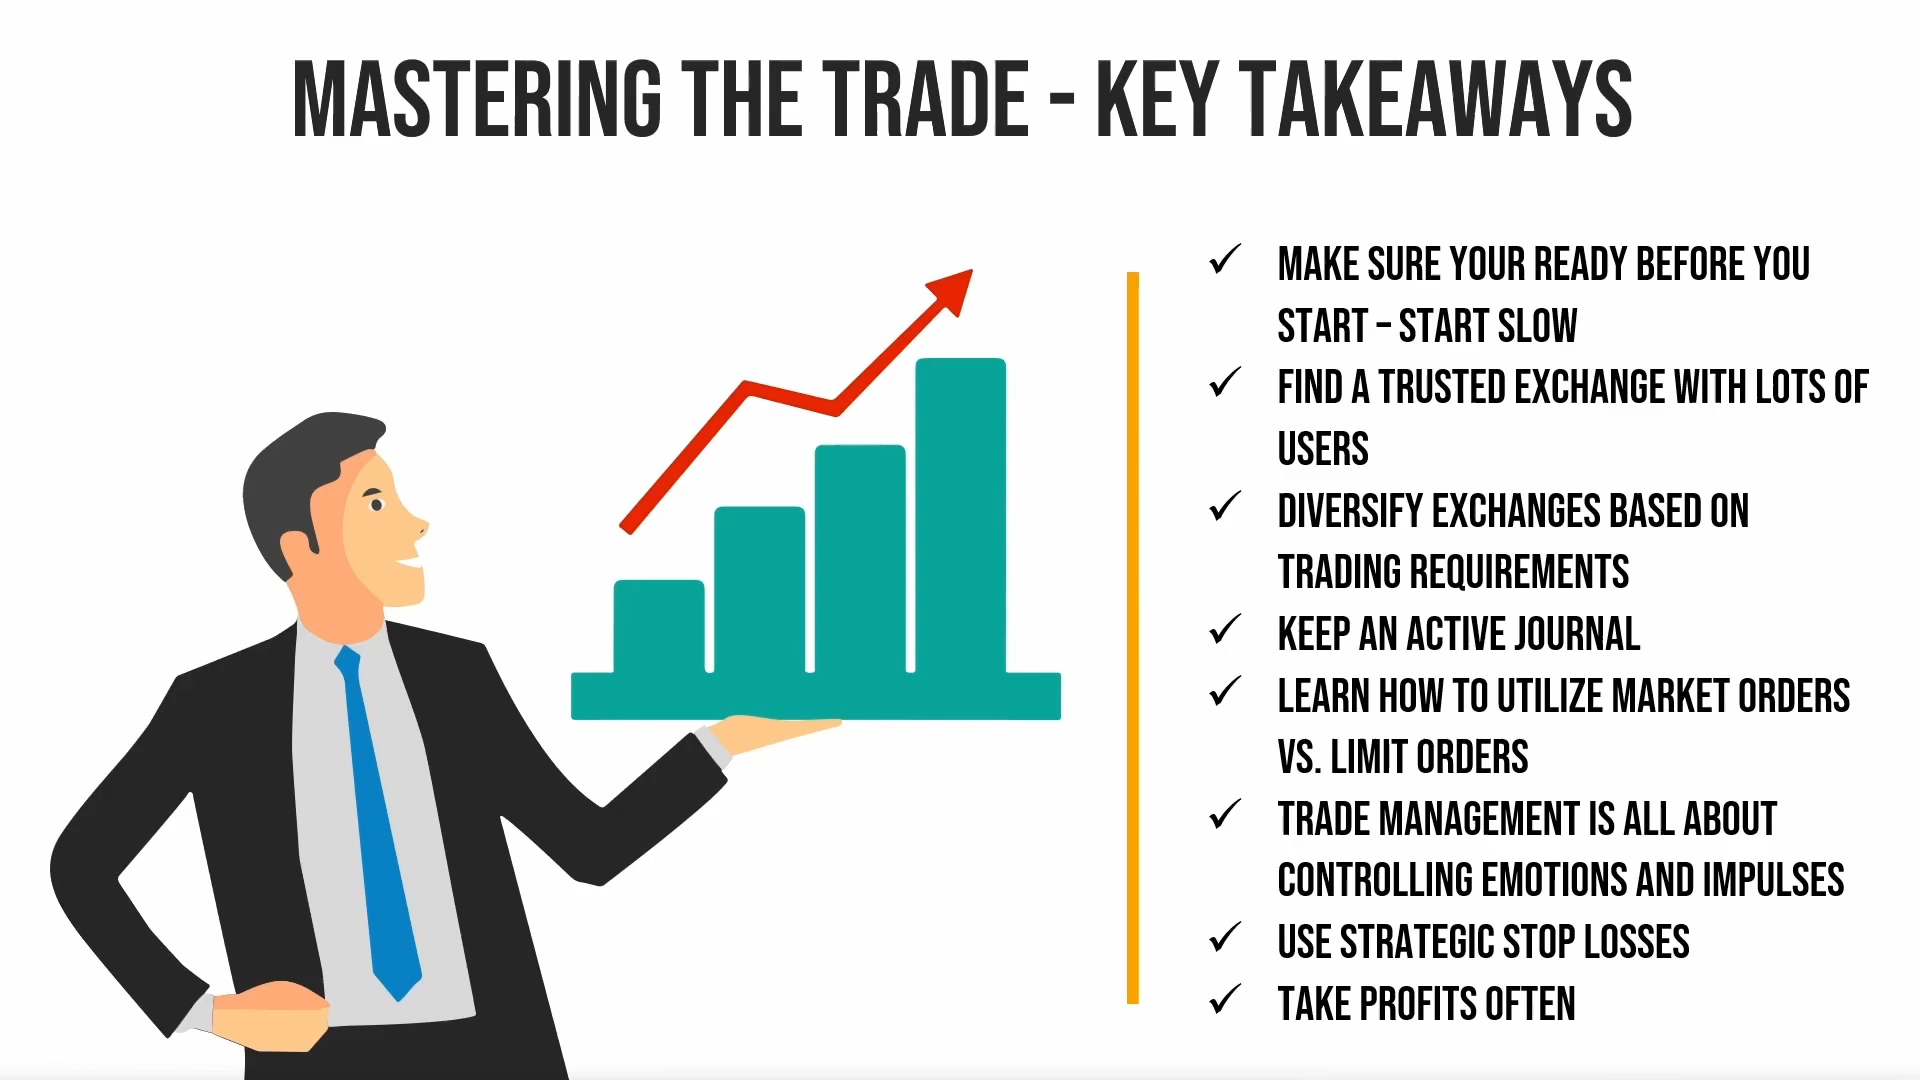 MASTERING THE TRADE - KEY TAKEAWAYS
✓ MAKE SURE YOUR READY BEFORE YOU
START – START SLOW
✓ FIND A TRUSTED EXCHANGE WITH LOTS OF
USERS
✓ DIVERSIFY EXCHANGES BASED ON
TRADING REQUIREMENTS
✓ KEEP AN ACTIVE JOURNAL
✓ LEARN HOW TO UTILIZE MARKET ORDERS
VS. LIMIT ORDERS
✓ TRADE MANAGEMENT IS ALL ABOUT
CONTROLLING EMOTIONS AND IMPULSES
✓ USE STRATEGIC STOP LOSSES
✓ TAKE PROFITS OFTEN